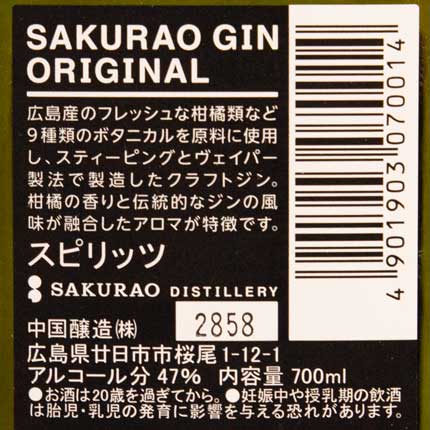 SAKURAO GIN
ORIGINAL
広島産のフレッシュな柑橘類など
9種類のボタニカルを原料に使用
し、スティーピングとヴェイパー
製法で製造したクラフトジン。
柑橘の香りと伝統的なジンの風
味が融合したアロマが特徴です。
スピリッツ
SAKURAO DISTILLERY
中国醸造㈱ 2858
広島県廿日市市桜尾1-12-1
アルコール分 47% 内容量 700ml
●お酒は20歳を過ぎてから。●妊娠中や授乳期の飲酒
は胎児・乳児の発育に影響を与える恐れがあります。
4 901903 070014